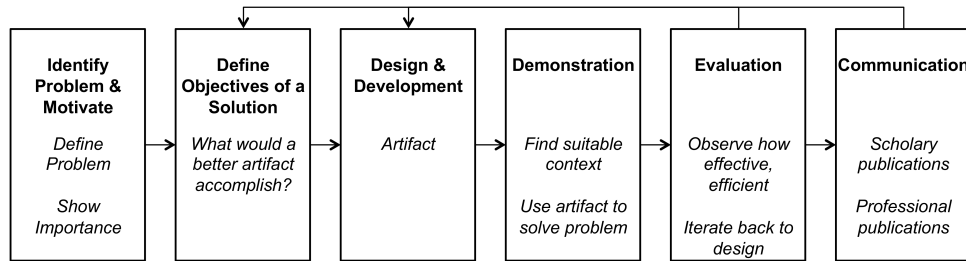 Identify
Problem &
Motivate
Define
Problem
Show
Importance
Define
Objectives of a
Solution
What would a
better artifact
accomplish?
Design &
Development
Artifact
Demonstration
Find suitable
context
Use artifact to
solve problem
Evaluation
Observe how
effective,
efficient
Iterate back to
design
Communication
Scholary
publications
Professional
publications